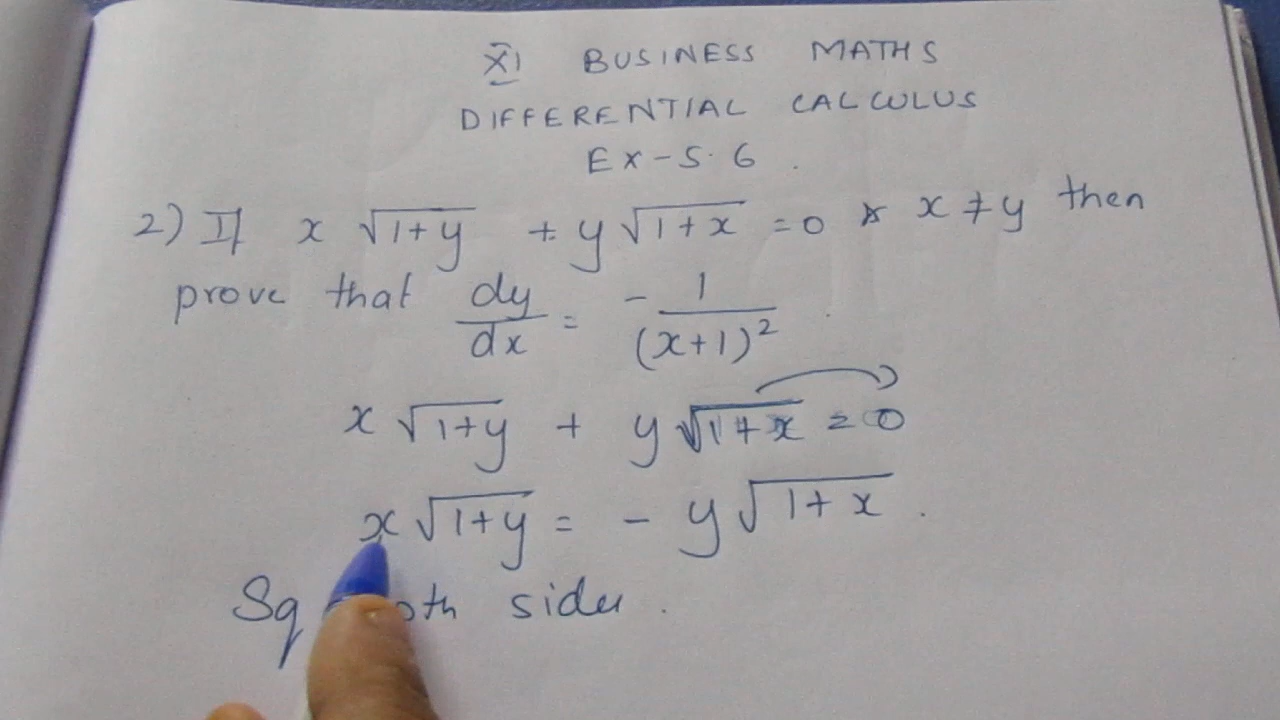 XI BUSINESS MATHS
DIFFERENTIAL CALCULUS
EX-5.6.
2) If x √(1+y) + y √(1+x) = 0 & x ≠ y then
prove that dy/dx = - 1/(x+1)².
x √(1+y) + y √(1+x) = 0
x √(1+y) = - y √(1+x).
Sq sides.